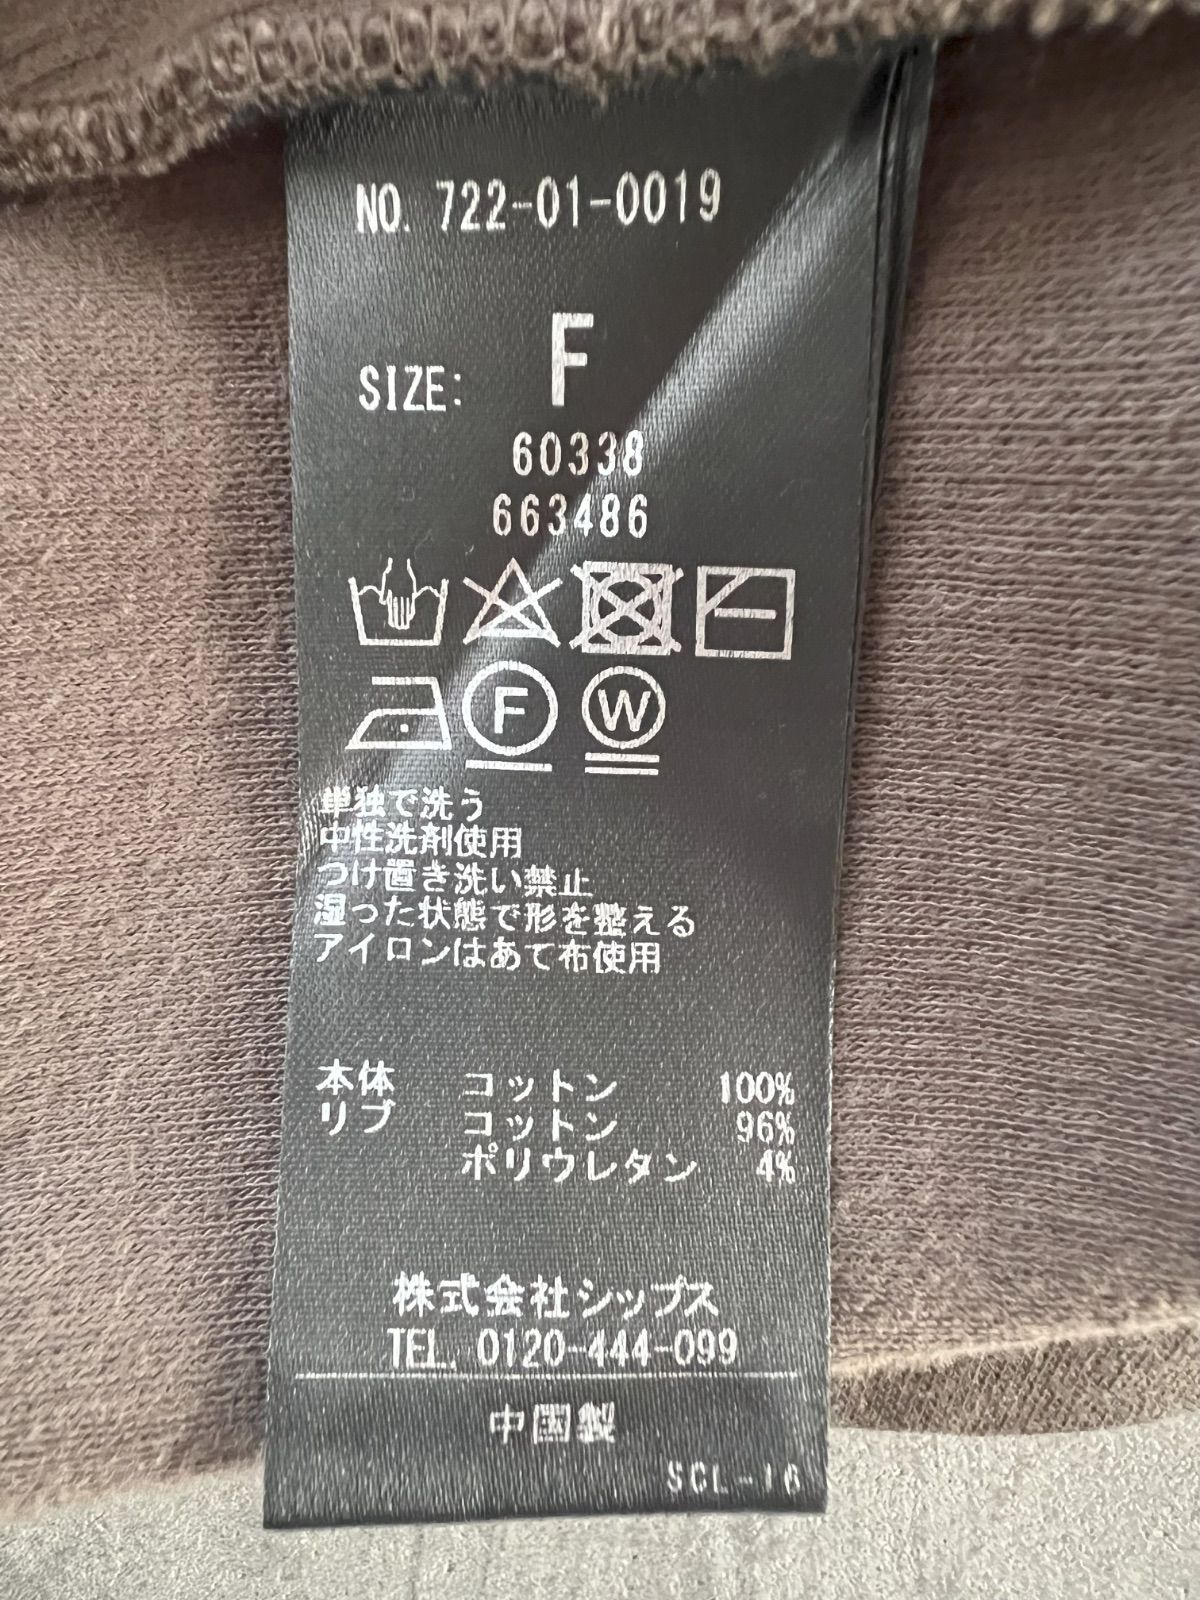 NO. 722-01-0019
SIZE: F
60338
663486
F W
単独で洗う
中性洗剤使用
つけ置き洗い禁止
湿った状態で形を整える
アイロンはあて布使用
本体 コットン 100%
リブ コットン 96%
ポリウレタン 4%
株式会社シップス
TEL. 0120-444-099
中国製
SCL-16